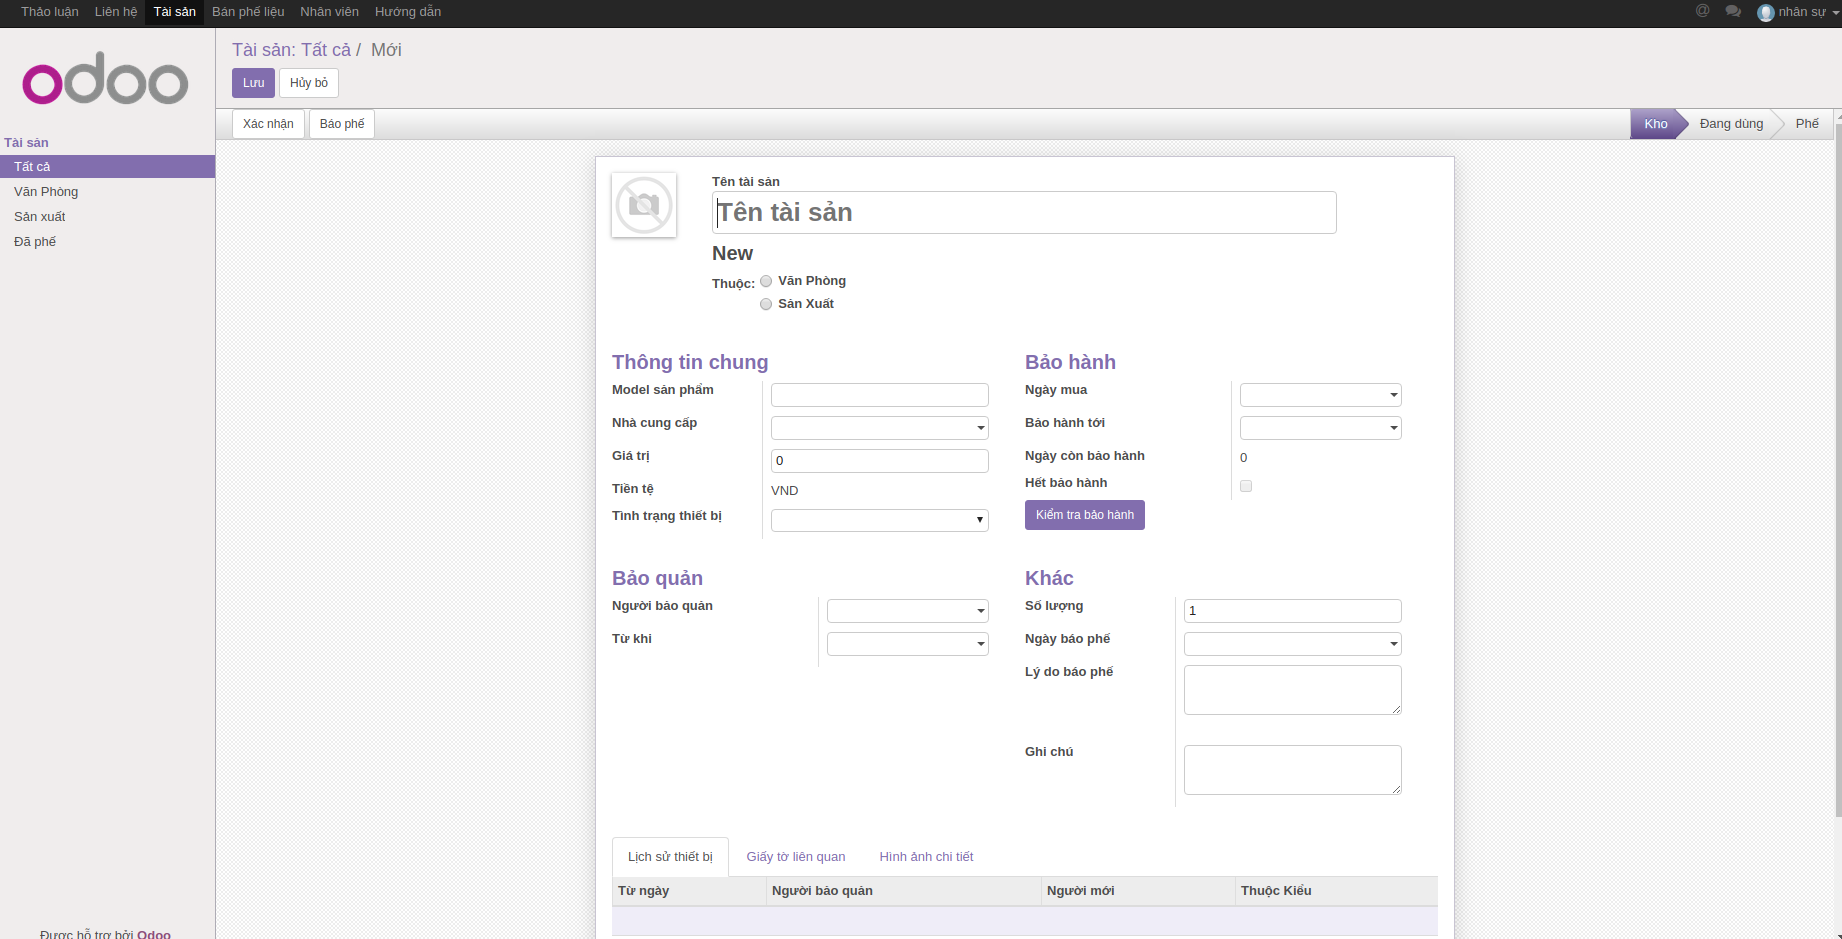 Thảo luận Liên hệ Tài sản Bán phế liệu Nhân viên Hướng dẫn @ nhân sự
odoo
Tài sản
Tất cả
Văn Phòng
Sản xuất
Đã phế
Được hỗ trợ bởi Odoo
Tài sản: Tất cả / Mới
Lưu Hủy bỏ
Xác nhận Báo phế Kho Đang dùng Phế
Tên tài sản
Tên tài sản
New
Thuộc: Văn Phòng
Sản Xuất
Thông tin chung
Model sản phẩm
Nhà cung cấp
Giá trị 0
Tiền tệ VND
Tình trạng thiết bị
Bảo hành
Ngày mua
Bảo hành tới
Ngày còn bảo hành 0
Hết bảo hành
Kiểm tra bảo hành
Bảo quản
Người bảo quản
Từ khi
Khác
Số lượng 1
Ngày báo phế
Lý do báo phế
Ghi chú
Lịch sử thiết bị Giấy tờ liên quan Hình ảnh chi tiết
Từ ngày Người bảo quản Người mới Thuộc Kiểu